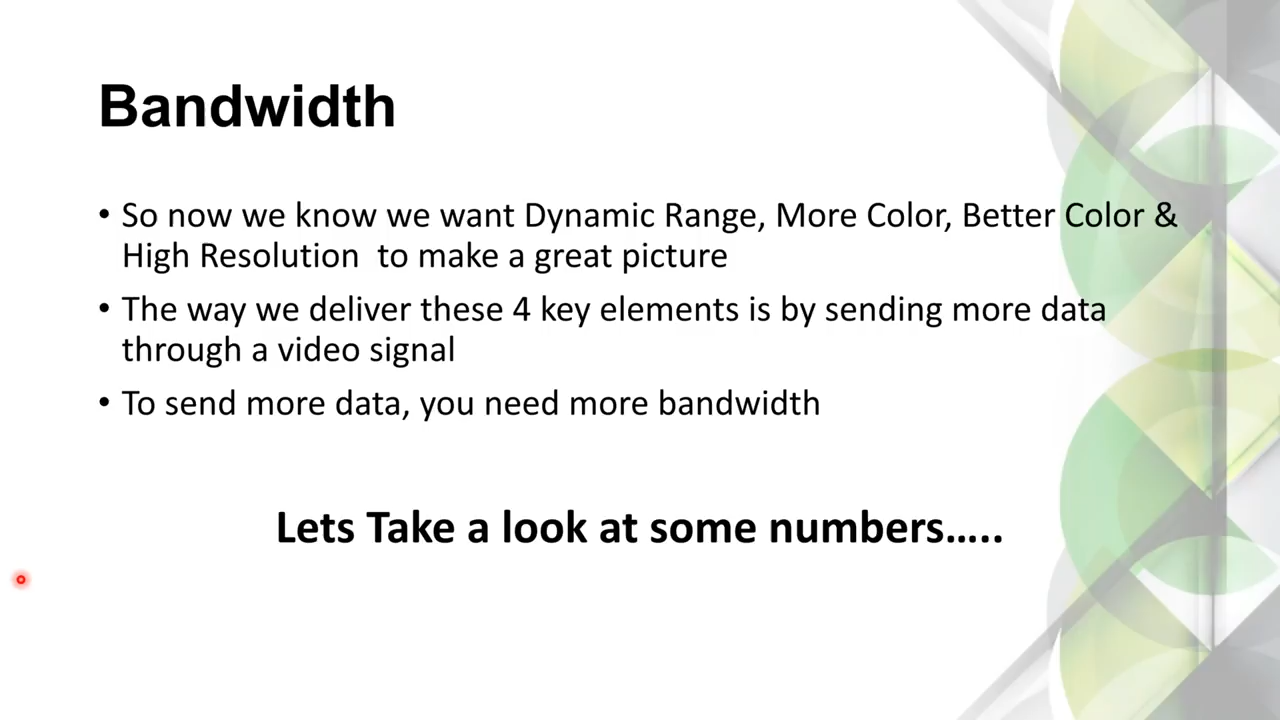 Bandwidth
• So now we know we want Dynamic Range, More Color, Better Color &
High Resolution  to make a great picture
• The way we deliver these 4 key elements is by sending more data
through a video signal
• To send more data, you need more bandwidth
Lets Take a look at some numbers…..